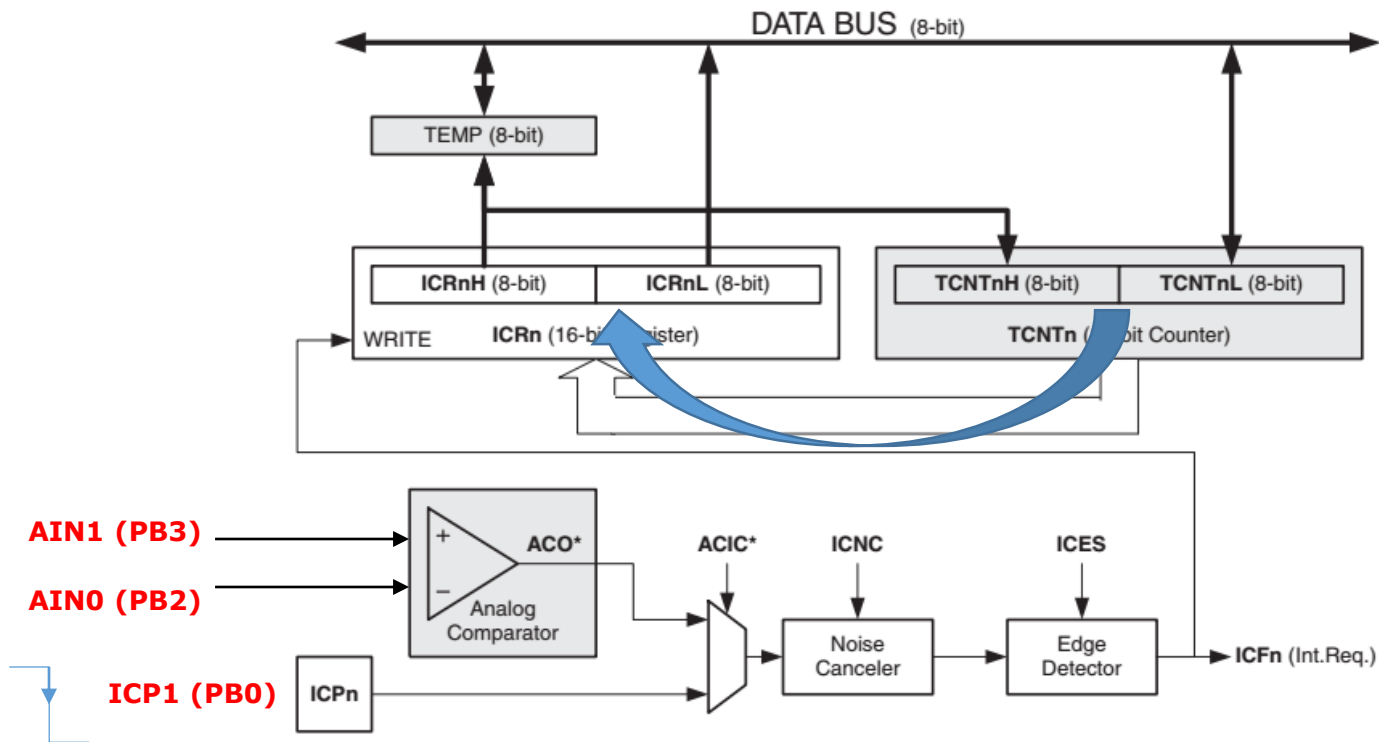 DATA BUS (8-bit)
TEMP (8-bit)
ICRnH (8-bit)
ICRnL (8-bit)
TCNTnH (8-bit)
TCNTnL (8-bit)
WRITE
ICRn (16-bi ister)
TCNTn ( bit Counter)
AIN1 (PB3)
AIN0 (PB2)
+
−
ACO*
Analog
Comparator
ACIC*
ICNC
ICES
Noise
Canceler
Edge
Detector
ICFn (Int.Req.)
ICP1 (PB0)
ICPn